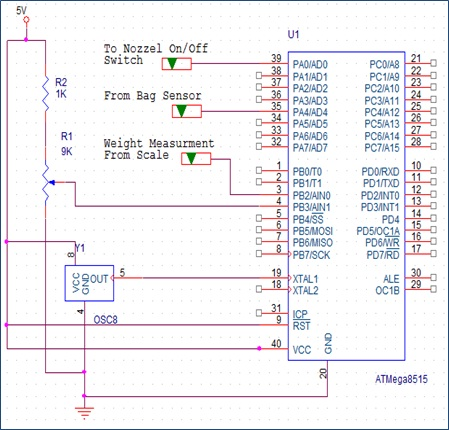 5V
U1
To Nozzel On/Off
Switch
39 PA0/AD0 PC0/A8 21
38 PA1/AD1 PC1/A9 22
37 PA2/AD2 PC2/A10 23
36 PA3/AD3 PC3/A11 24
35 PA4/AD4 PC4/A12 25
34 PA5/AD5 PC5/A13 26
33 PA6/AD6 PC6/A14 27
32 PA7/AD7 PC7/A15 28
R2
1K
From Bag Sensor
R1
9K
Weight Measurment
From Scale
1 PB0/T0 PD0/RXD 10
2 PB1/T1 PD1/TXD 11
3 PB2/AIN0 PD2/INT0 12
4 PB3/AIN1 PD3/INT1 13
5 PB4/SS PD4 14
6 PB5/MOSI PD5/OC1A 15
7 PB6/MISO PD6/WR 16
8 PB7/SCK PD7/RD 17
Y1
8
VCC
GND
OUT
5
4
OSC8
19 XTAL1 ALE 30
18 XTAL2 OC1B 29
31 ICP
9 RST
40 VCC
GND
20
ATMega8515